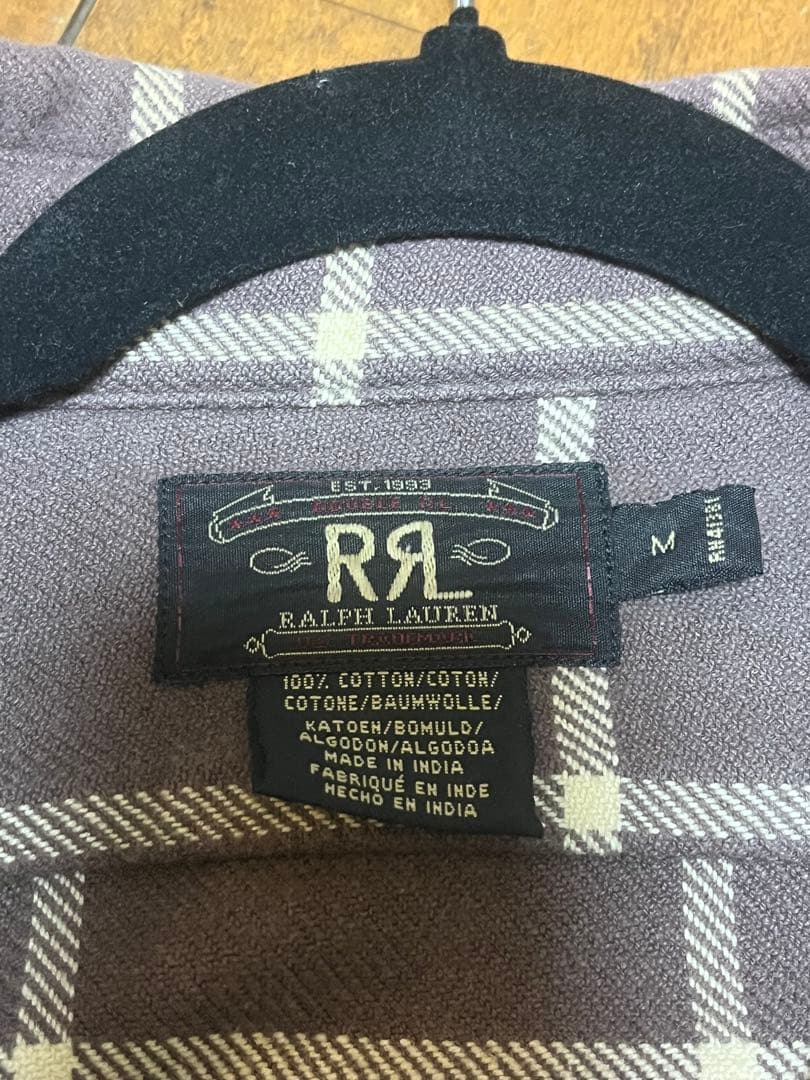 EST. 1993
DOUBLE RL
RRL
RALPH LAUREN
100% COTTON/COTON/
COTONE/BAUMWOLLE/
KATOEN/BOMULD/
ALGODON/ALGODOA
MADE IN INDIA
FABRIQUÉ EN INDE
HECHO EN INDIA
M